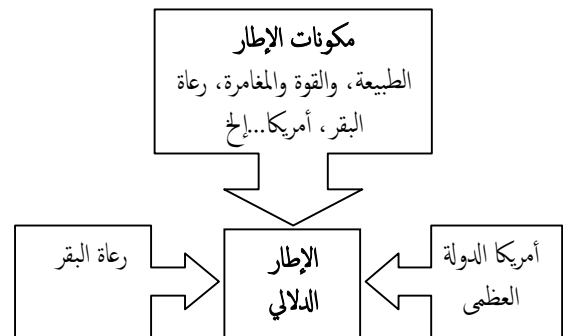 مكونات الإطار
الطبيعة، والقوة والمغامرة، رعاة
البقر، أمريكا...إلخ
أمريكا الدولة
العظمى
الإطار
الدلالي
رعاة البقر